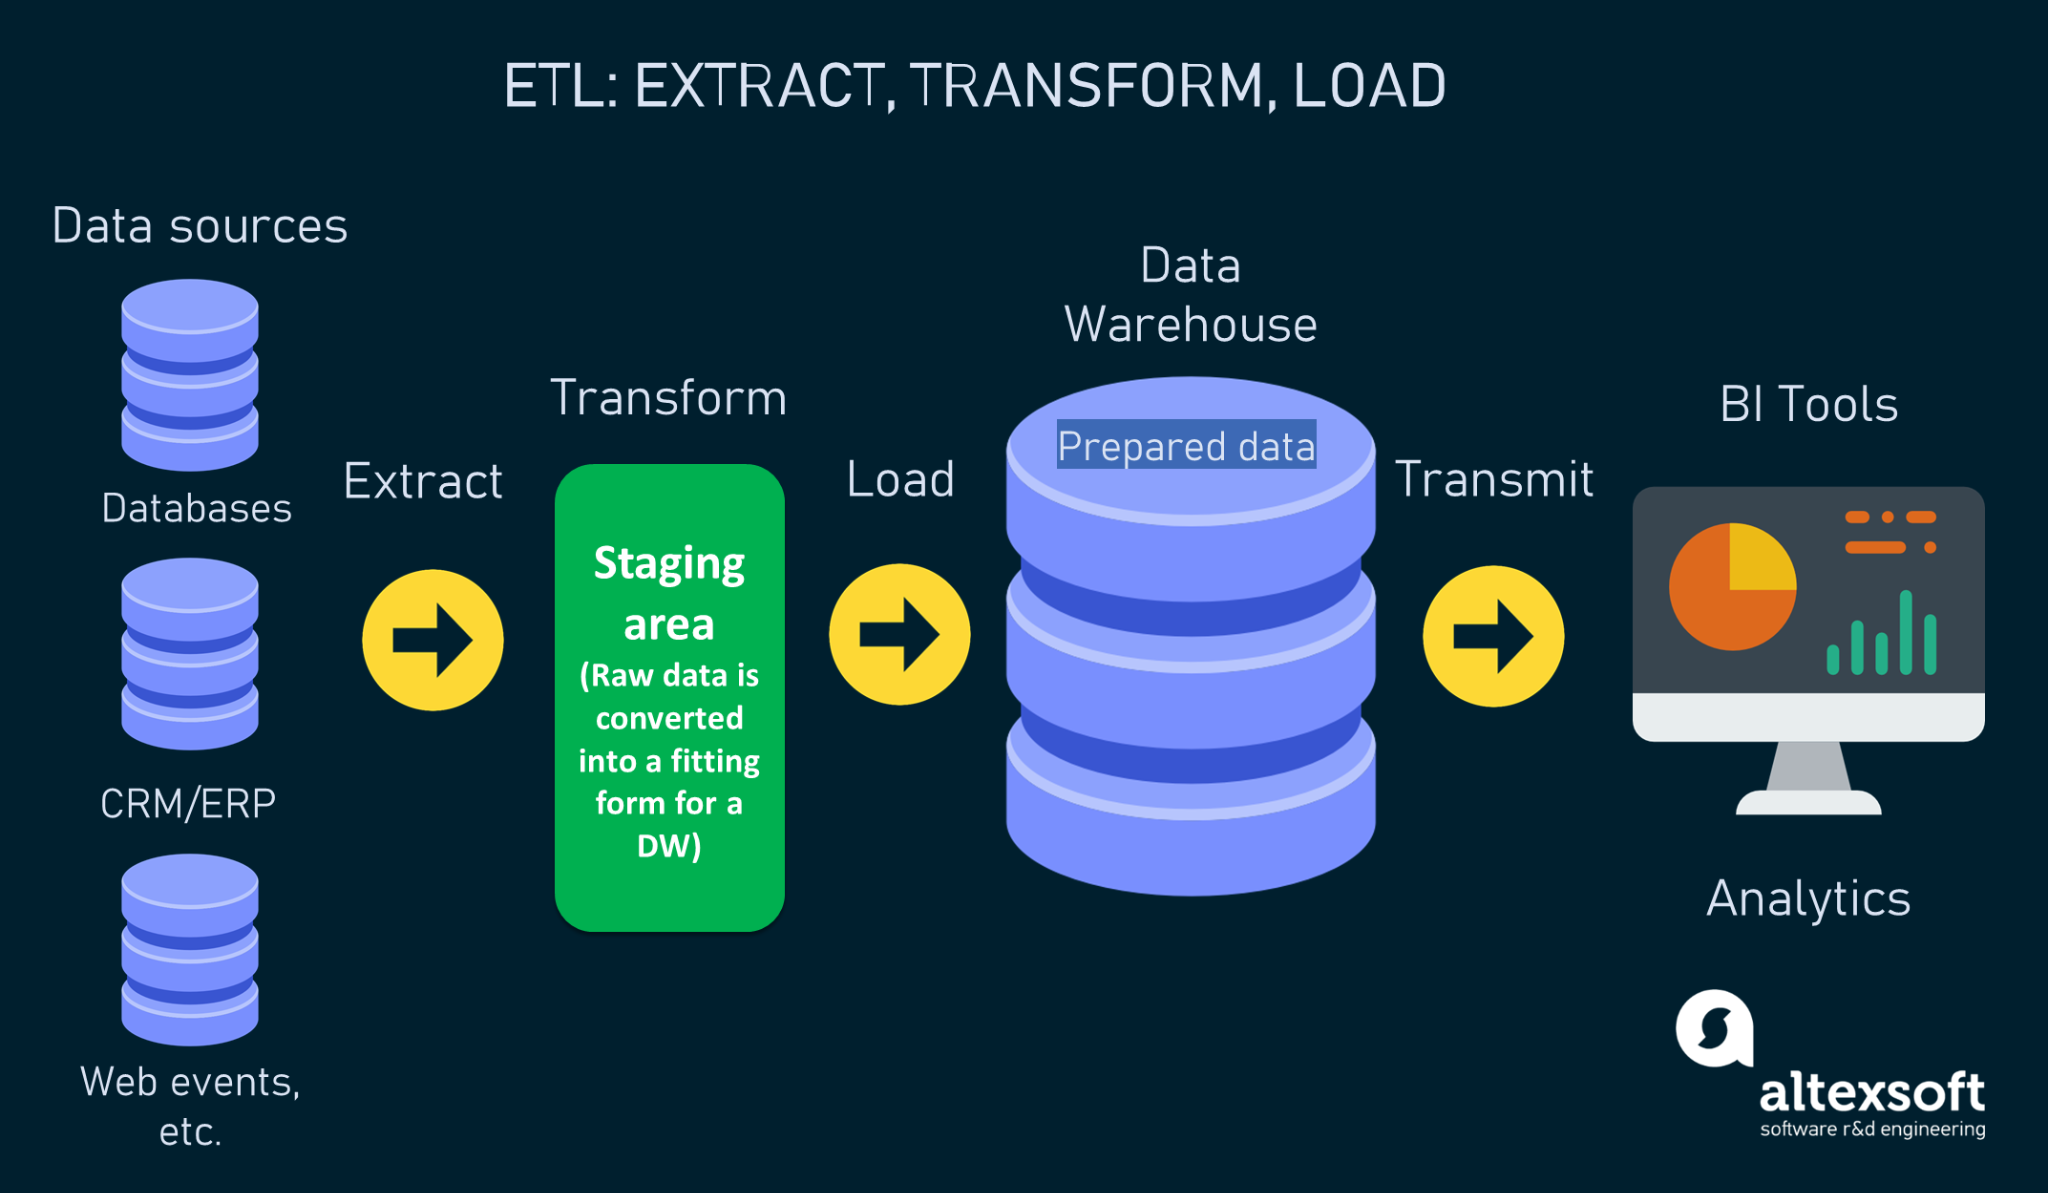 ETL: EXTRACT, TRANSFORM, LOAD
Data sources
Databases
CRM/ERP
Web events,
etc.
Extract
Transform
Staging
area
(Raw data is
converted
into a fitting
form for a
DW)
Load
Data
Warehouse
Prepared data
Transmit
BI Tools
Analytics
altexsoft
software r&d engineering